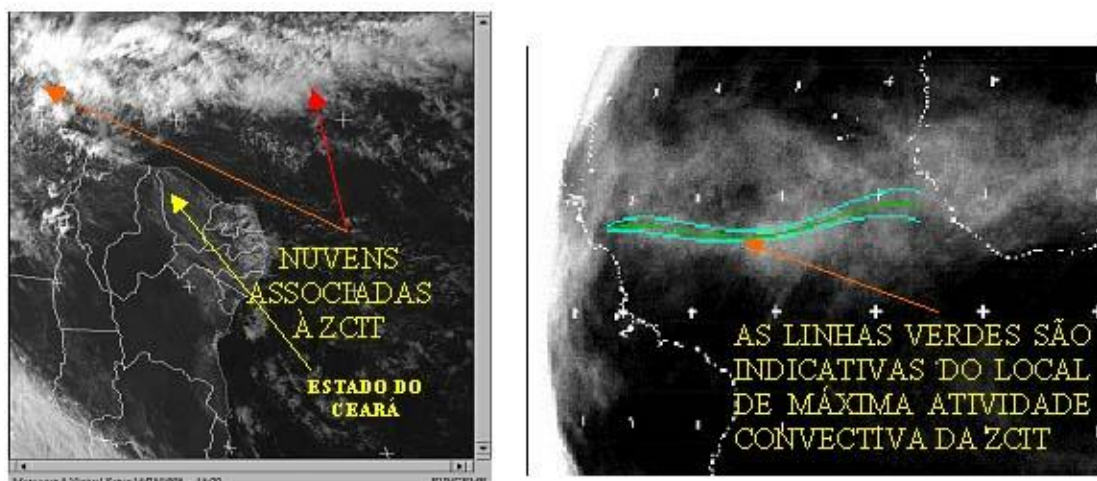 NUVENS
ASSOCIADAS
À ZCIT
ESTADO DO
CEARÁ
AS LINHAS VERDES SÃO
INDICATIVAS DO LOCAL
DE MÁXIMA ATIVIDADE
CONVECTIVA DA ZCIT